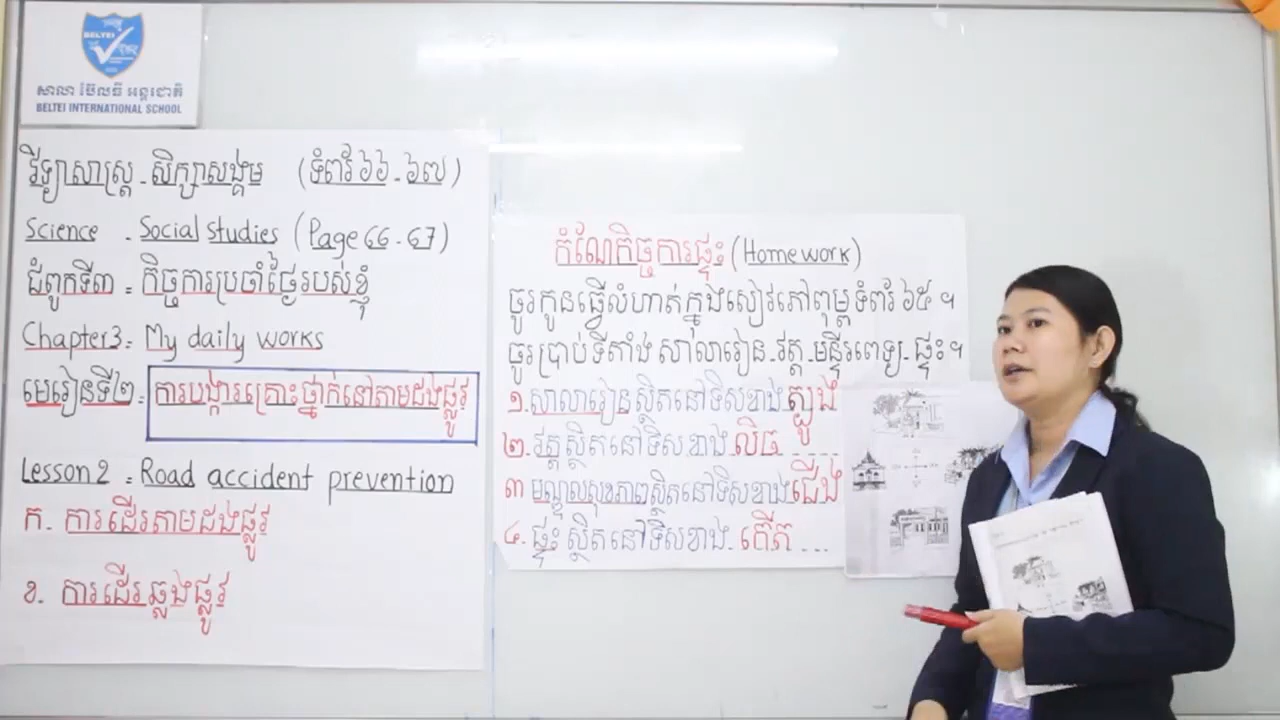 BELTEI
សាលា ប៊ែលធី អន្តរជាតិ
BELTEI INTERNATIONAL SCHOOL
វិទ្យាសាស្ត្រ - សិក្សាសង្គម (ទំពរ័ ៦៦ - ៦៧)
Science - Social studies (Page 66 - 67)
ជំពូកទី៣ = កិច្ចការប្រចាំថ្ងៃរបស់ខ្ញុំ
Chapter 3 = My daily works
មេរៀនទី២ = ការបង្ការគ្រោះថ្នាក់នៅតាមដងផ្លូវ
Lesson 2 = Road accident prevention
ក. ការដើរតាមដងផ្លូវ
ខ. ការដើរឆ្លងផ្លូវ
កំណែកិច្ចការផ្ទះ (Homework)
ចូរកូនធ្វើលំហាត់ក្នុងសៀវភៅពុម្ពទំពរ័ ៦៥ ។
ចូរប្រាប់ទីតាំង សាលារៀន - វត្ត - មន្ទីរពេទ្យ - ផ្ទះ ។
១. សាលារៀនស្ថិតនៅទិសខាងត្បូង
២. វត្តស្ថិតនៅទិសខាង លិច ....
៣ មណ្ឌលសុខភាពស្ថិតនៅទិសខាងជើង
៤. ផ្ទះ ស្ថិតនៅទិសខាង កើត ....